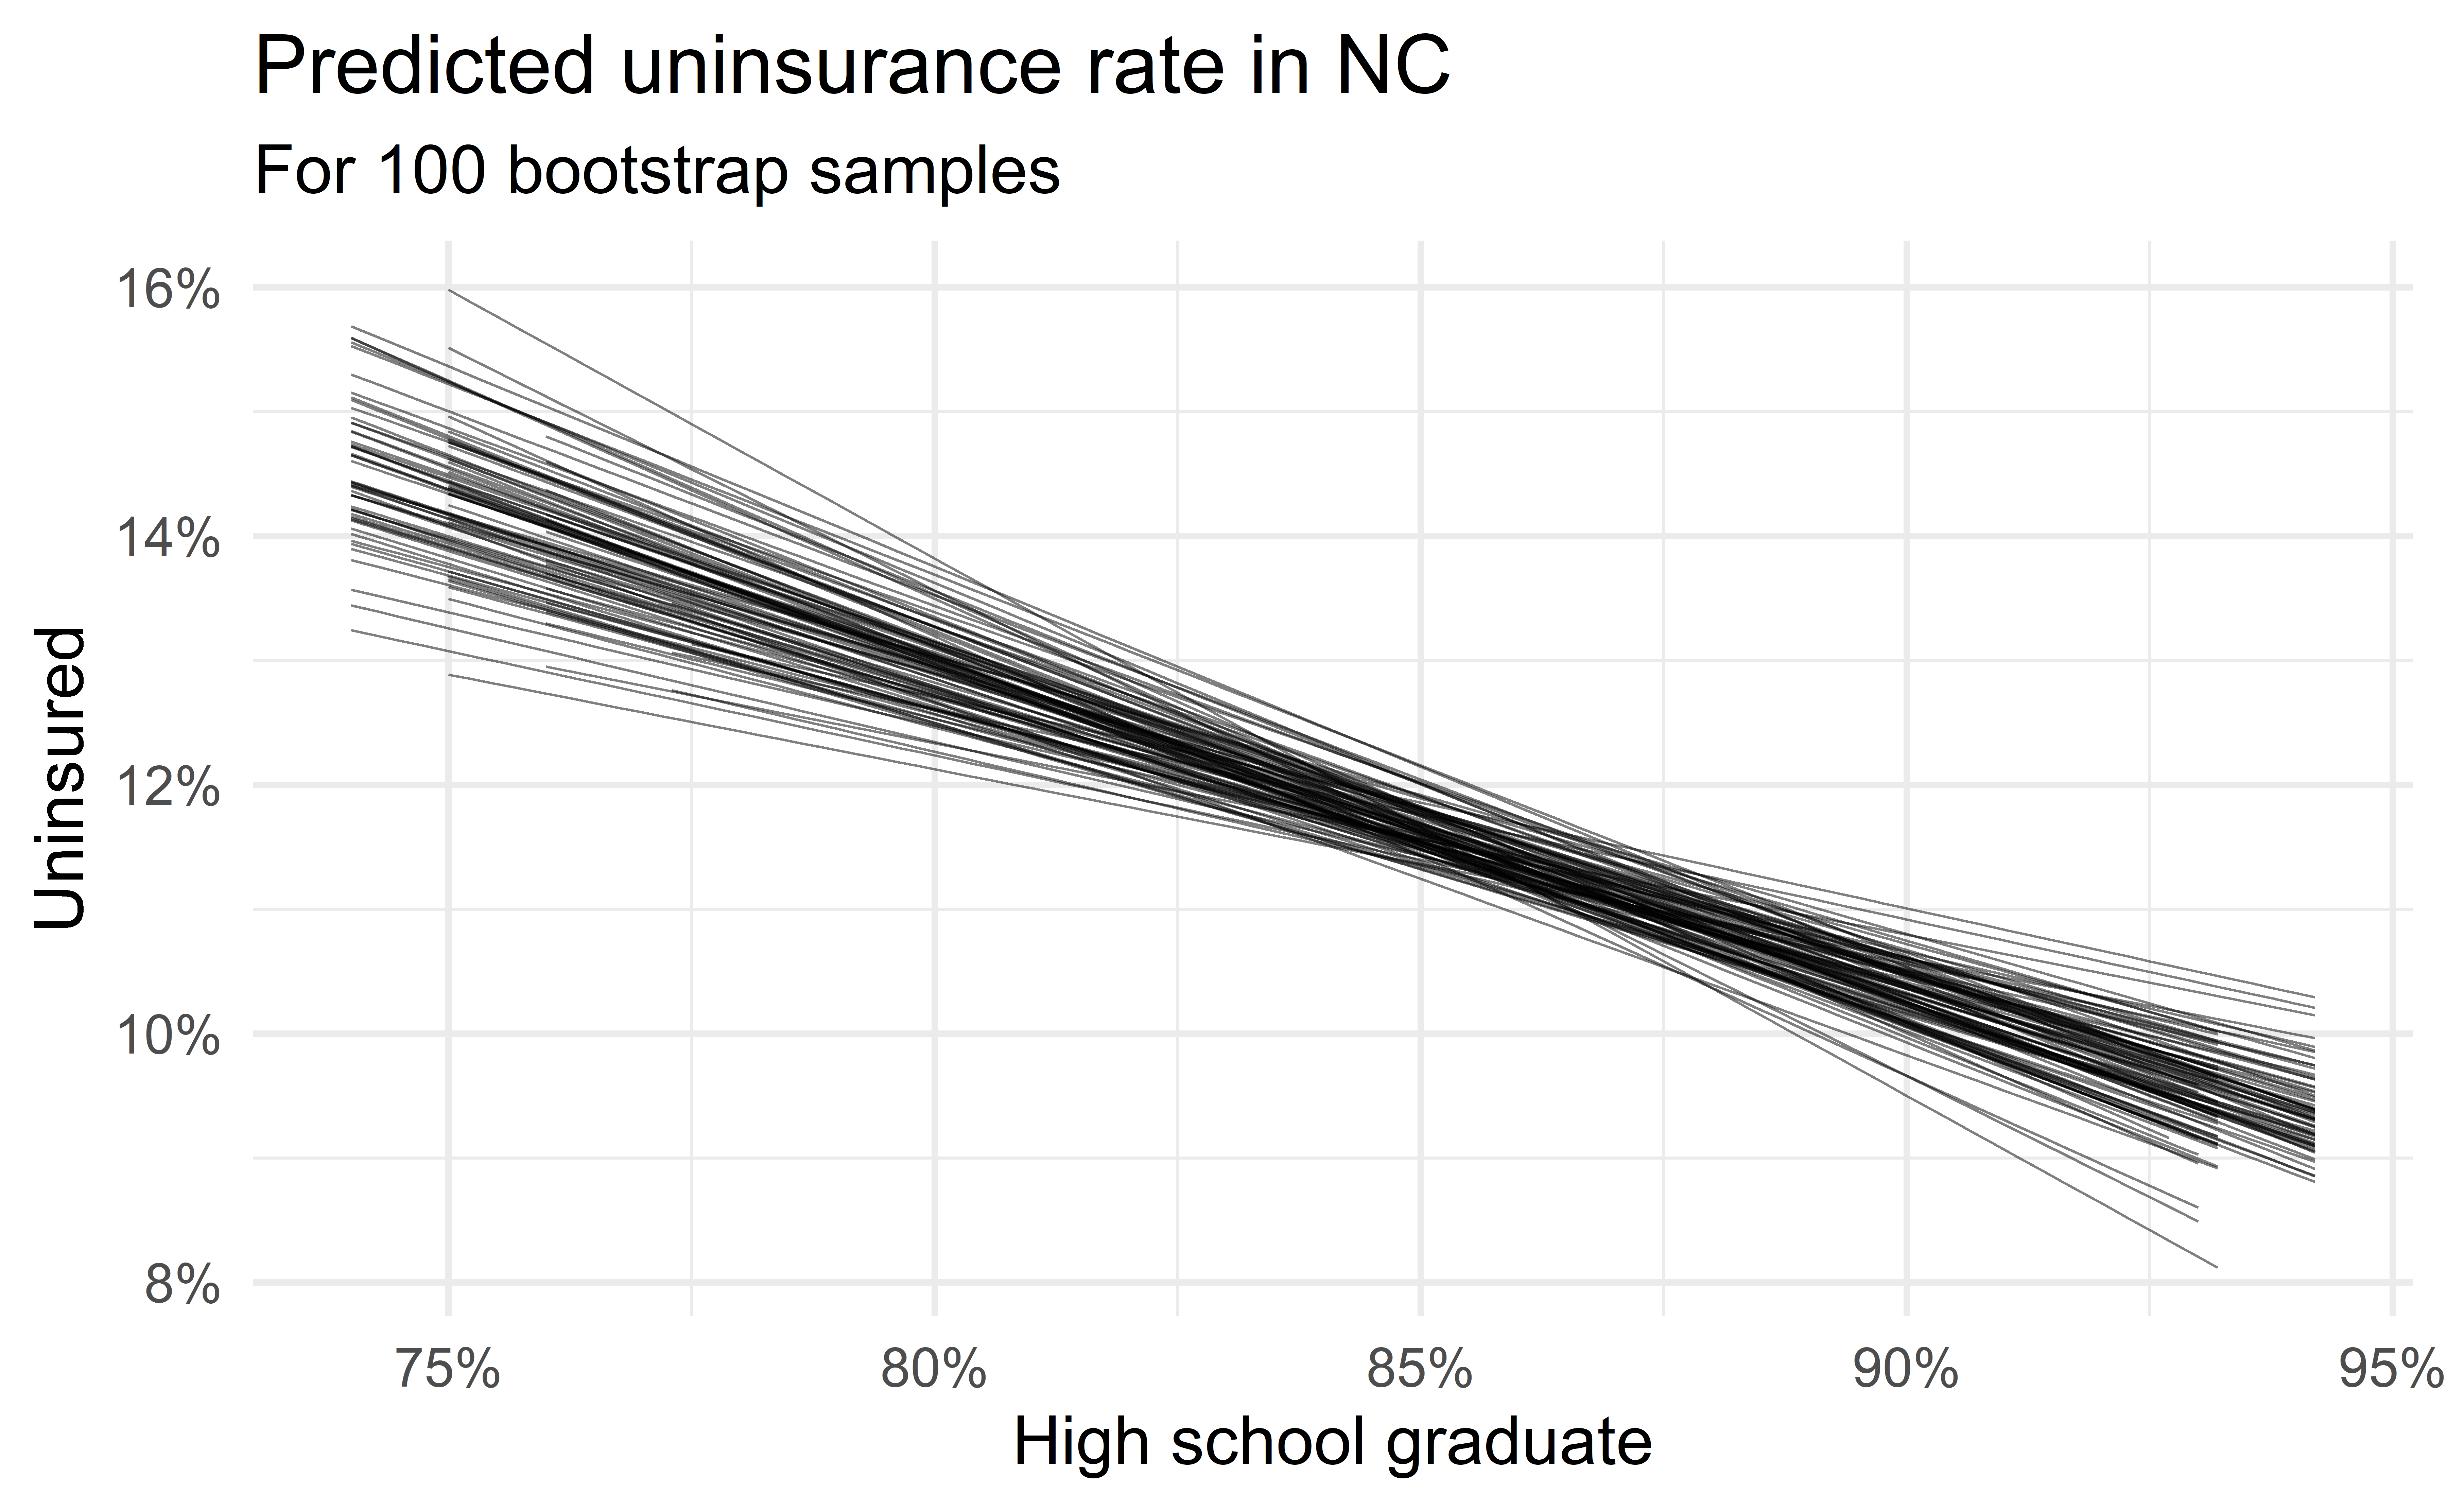 Predicted uninsurance rate in NC
For 100 bootstrap samples
Uninsured
16%
14%
12%
10%
8%
75% 80% 85% 90% 95%
High school graduate